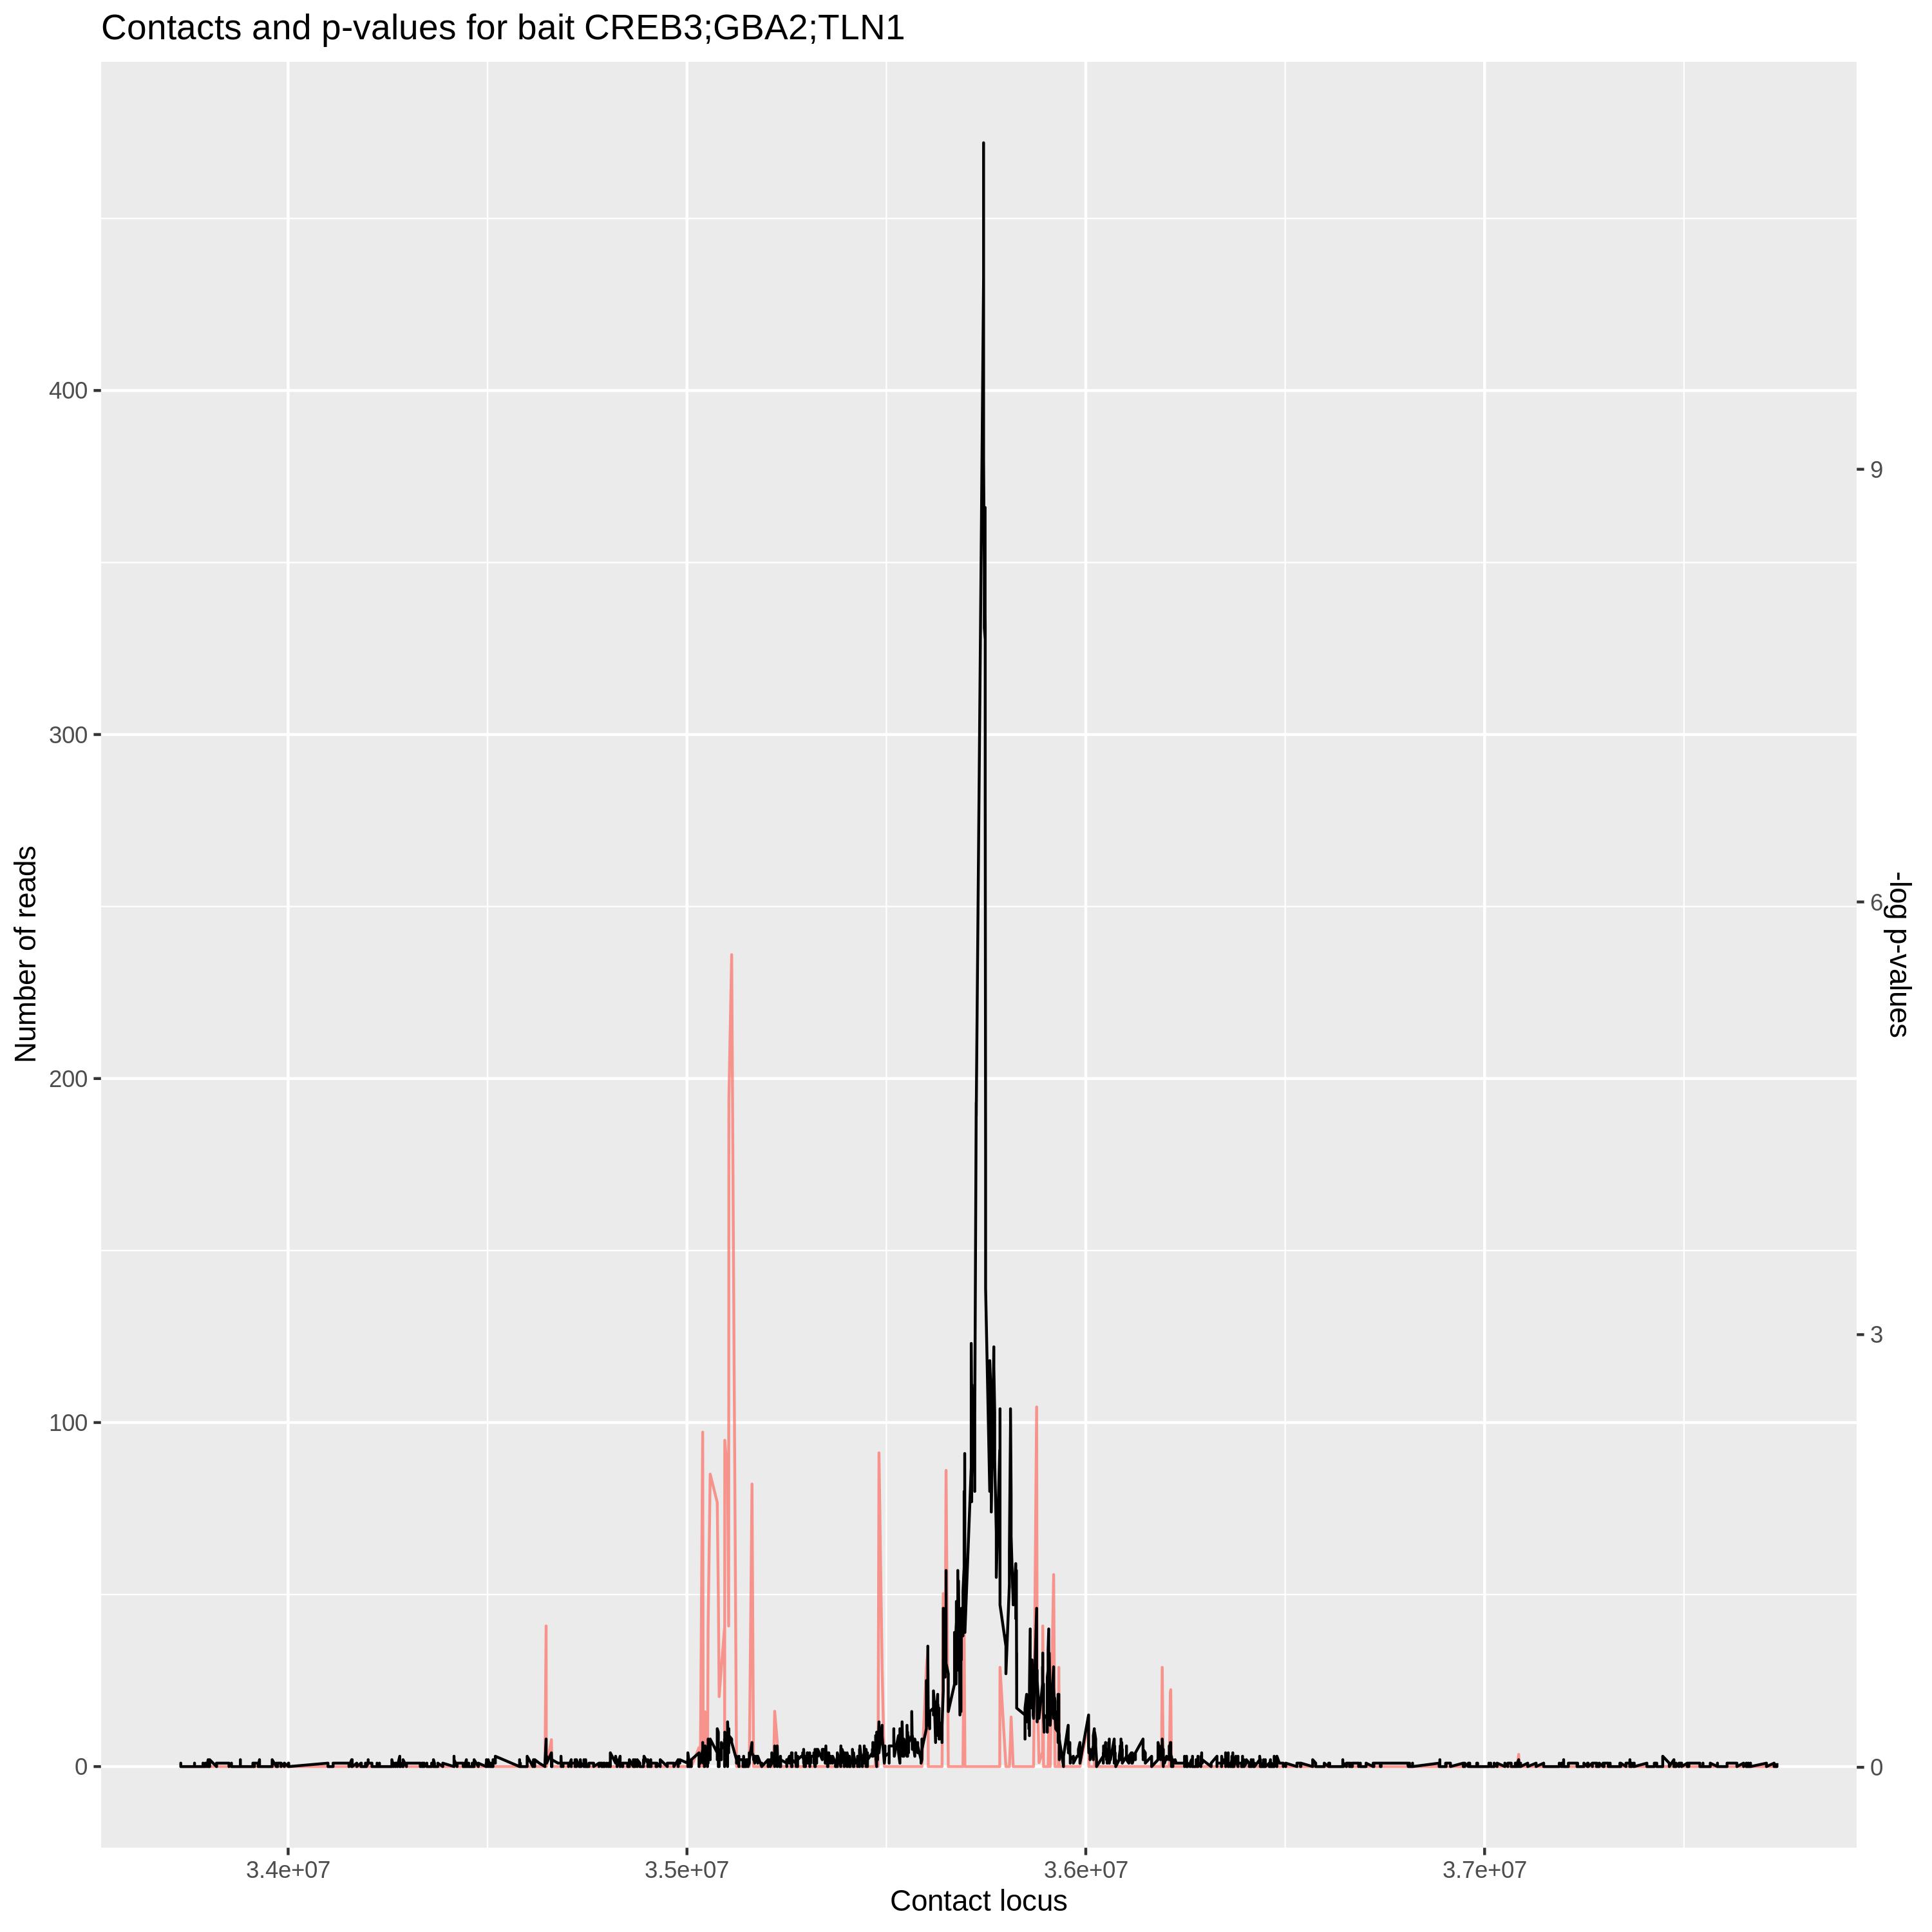 Contacts and p-values for bait CREB3;GBA2;TLN1
Number of reads
400
300
200
100
0
9
6
3
0
-log p-values
3.4e+07
3.5e+07
3.6e+07
3.7e+07
Contact locus